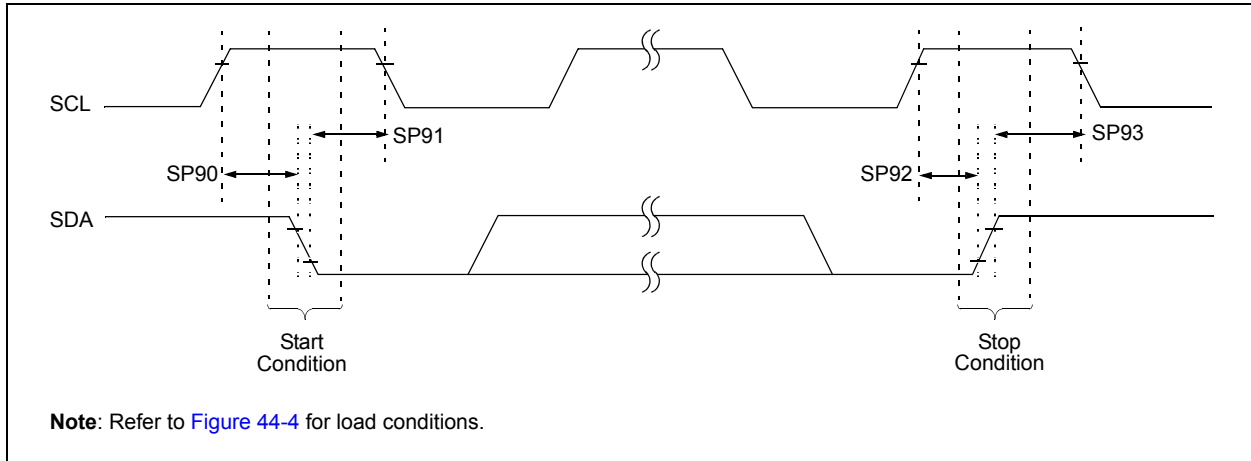 SCL
SP91
SP93
SP90
SP92
SDA
Start
Condition
Stop
Condition
Note: Refer to Figure 44-4 for load conditions.